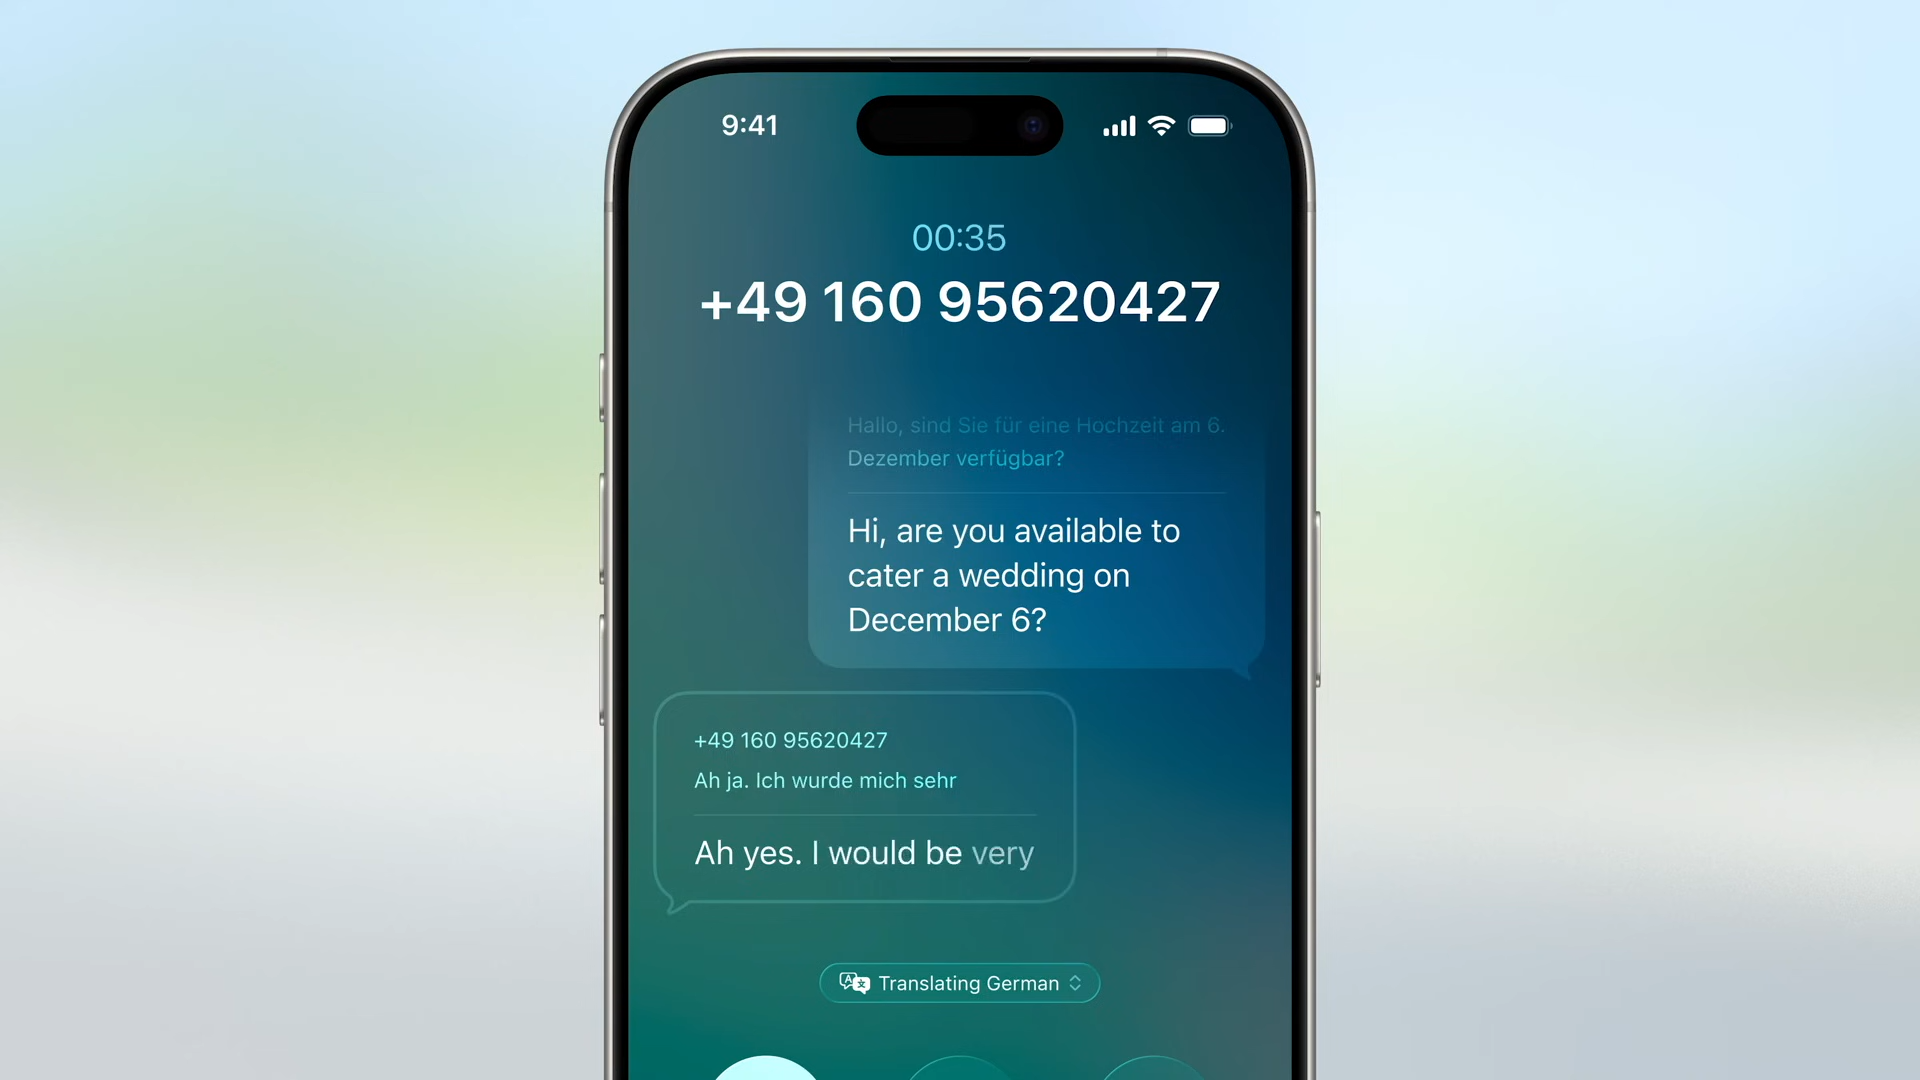 9:41
00:35
+49 160 95620427
Hallo, sind Sie für eine Hochzeit am 6.
Dezember verfügbar?
Hi, are you available to
cater a wedding on
December 6?
+49 160 95620427
Ah ja. Ich wurde mich sehr
Ah yes. I would be very
Translating German